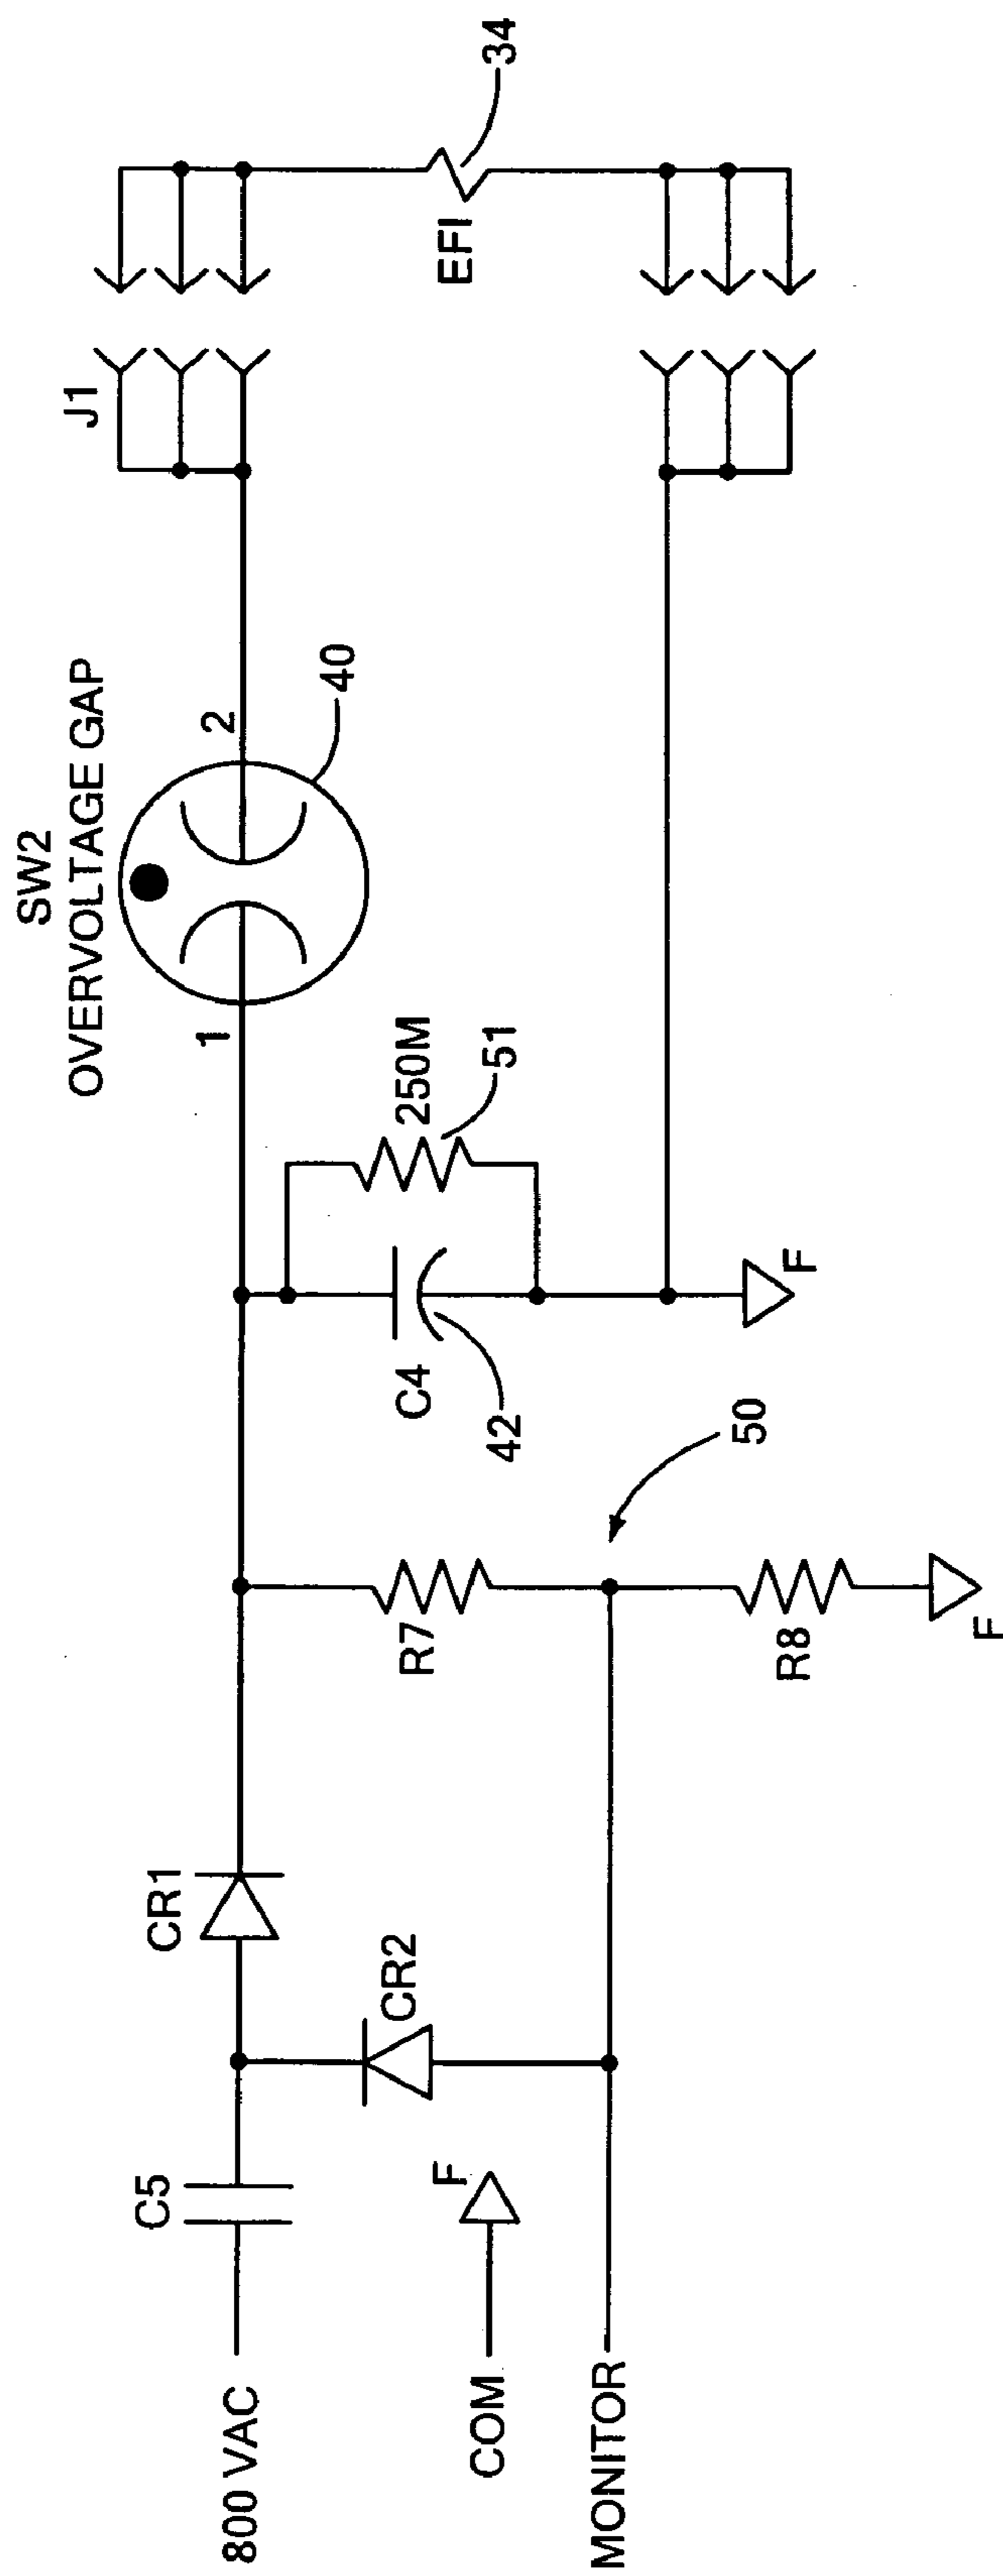 SW2
OVERVOLTAGE GAP
J1
1
2
40
34
EFI
250M
51
C4
42
CR1
C5
CR2
R7
50
R8
F
F
F
800 VAC
COM
MONITOR